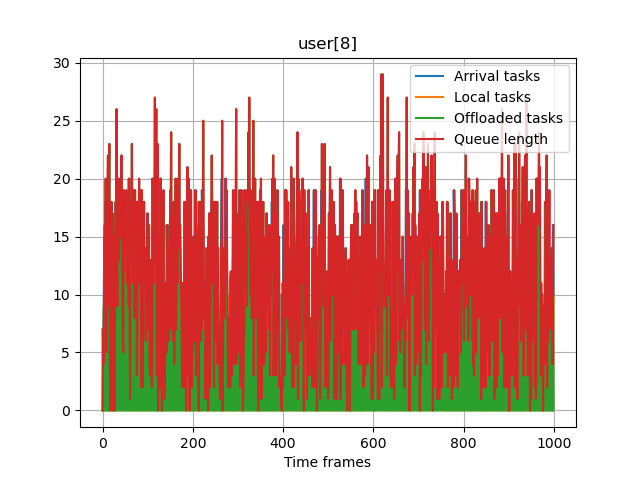 user[8]
30
25
20
15
10
5
0
Arrival tasks
Local tasks
Offloaded tasks
Queue length
0 200 400 600 800 1000
Time frames